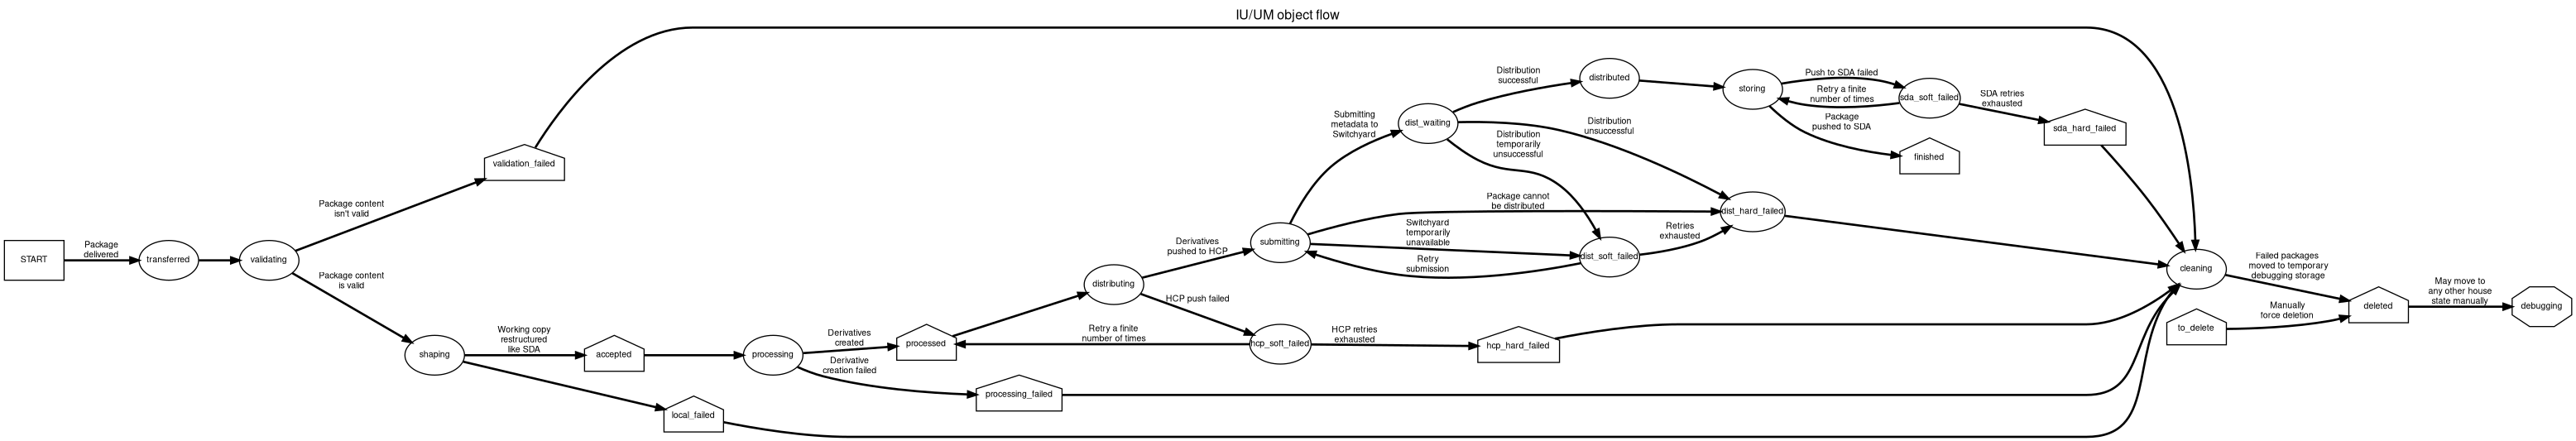 IU/UM object flow
START
Package
delivered
transferred
validating
Package content
isn't valid
validation_failed
Package content
is valid
shaping
Working copy
restructured
like SDA
accepted
local_failed
processing
Derivatives
created
Derivative
creation failed
processed
processing_failed
distributing
Derivatives
pushed to HCP
HCP push failed
Retry a finite
number of times
hcp_soft_failed
HCP retries
exhausted
hcp_hard_failed
submitting
Submitting
metadata to
Switchyard
Package cannot
be distributed
Switchyard
temporarily
unavailable
Retry
submission
dist_waiting
Distribution
successful
Distribution
unsuccessful
Distribution
temporarily
unsuccessful
dist_soft_failed
Retries
exhausted
dist_hard_failed
distributed
storing
Push to SDA failed
Retry a finite
number of times
Package
pushed to SDA
sda_soft_failed
SDA retries
exhausted
sda_hard_failed
finished
cleaning
Failed packages
moved to temporary
debugging storage
to_delete
Manually
force deletion
deleted
May move to
any other house
state manually
debugging